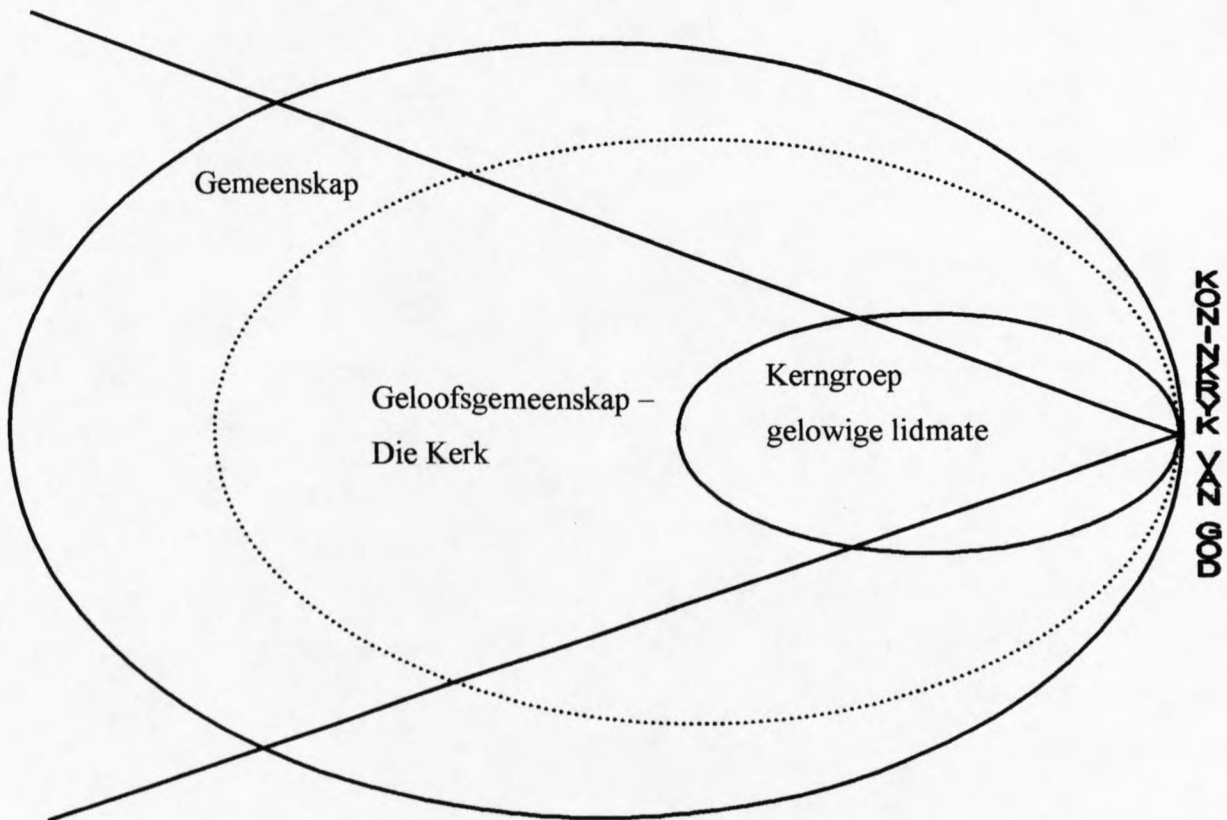 Gemeenskap
Geloofsgemeenskap –
Die Kerk
Kerngroep
gelowige lidmate
KONINKRYK VAN GOD